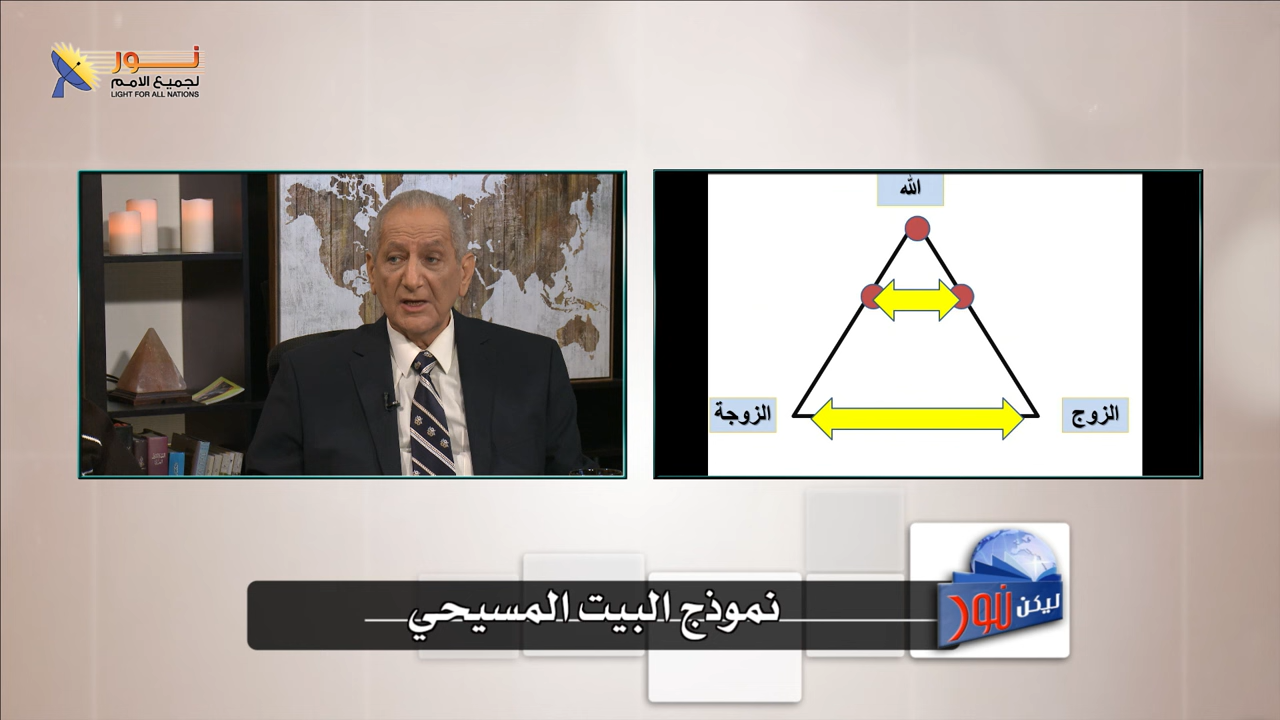 نور
لجميع الامم
LIGHT FOR ALL NATIONS
الله
الزوجة
الزوج
نموذج البيت المسيحي
ليكن نور